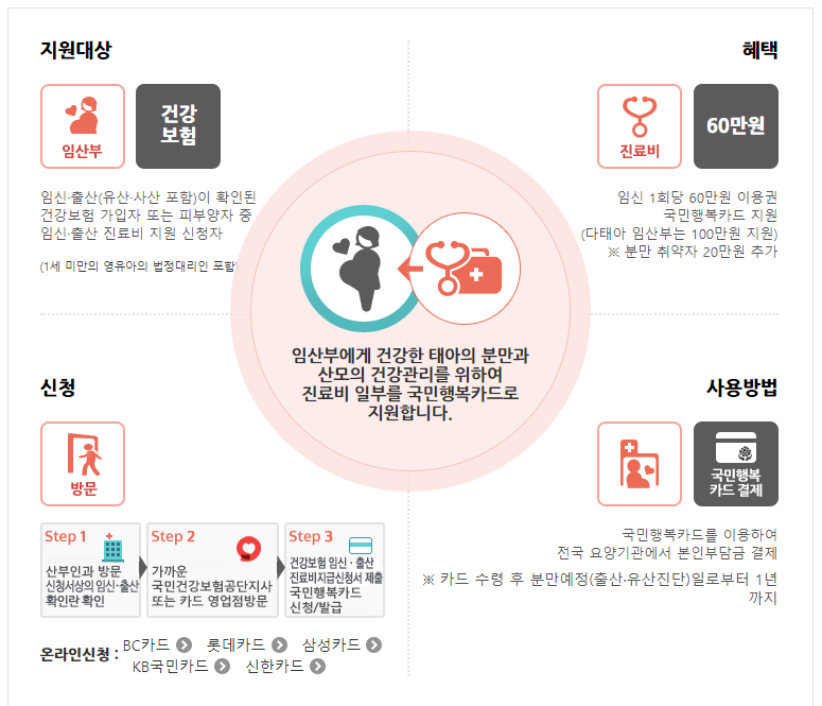 지원대상
임산부
건강
보험
임신·출산(유산·사산 포함)이 확인된
건강보험 가입자 또는 피부양자 중
임신·출산 진료비 지원 신청자
(1세 미만의 영유아의 법정대리인 포함)
혜택
진료비
60만원
임신 1회당 60만원 이용권
국민행복카드 지원
(다태아 임산부는 100만원 지원)
※ 분만 취약자 20만원 추가
임산부에게 건강한 태아의 분만과
산모의 건강관리를 위하여
진료비 일부를 국민행복카드로
지원합니다.
신청
방문
Step 1
산부인과 방문
신청서상의 임신·출산
확인란 확인
Step 2
가까운
국민건강보험공단지사
또는 카드 영업점방문
Step 3
건강보험 임신·출산
진료비지급신청서 제출
국민행복카드
신청/발급
온라인신청 : BC카드 롯데카드 삼성카드
KB국민카드 신한카드
사용방법
국민행복
카드 결제
국민행복카드를 이용하여
전국 요양기관에서 본인부담금 결제
※ 카드 수령 후 분만예정(출산·유산진단)일로부터 1년
까지